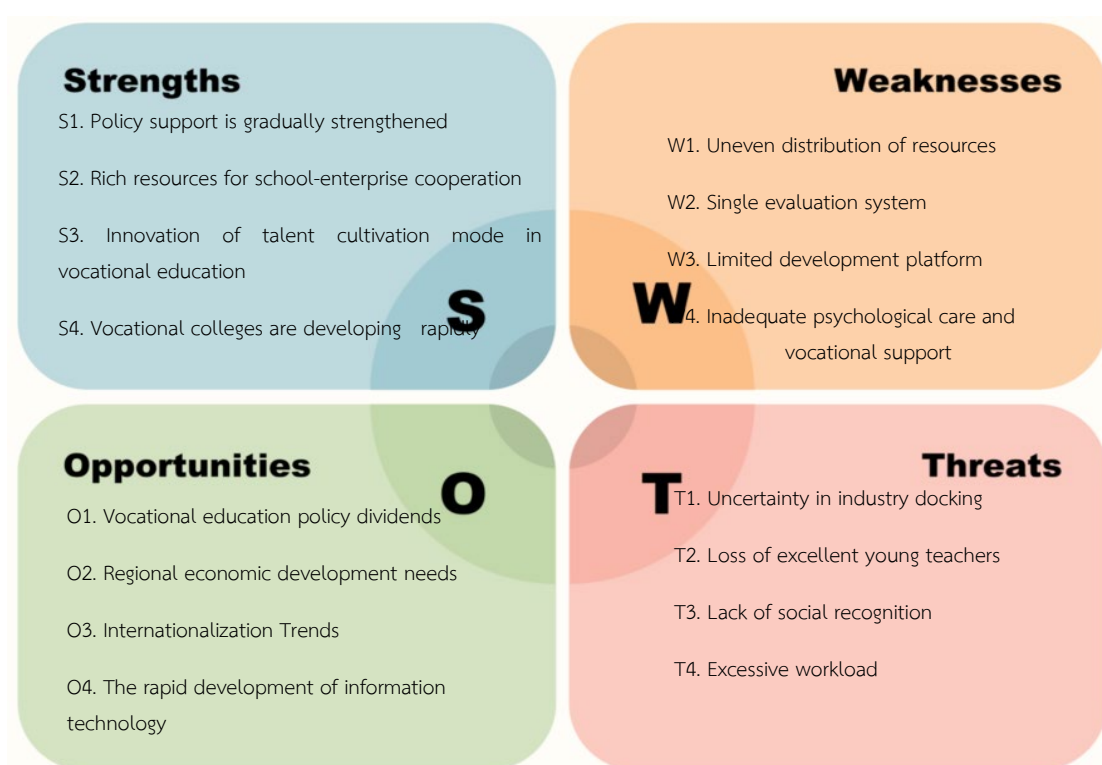 Strengths
S1. Policy support is gradually strengthened
S2. Rich resources for school-enterprise cooperation
S3. Innovation of talent cultivation mode in
vocational education
S4. Vocational colleges are developing rapidly
S
Weaknesses
W1. Uneven distribution of resources
W2. Single evaluation system
W3. Limited development platform
W4. Inadequate psychological care and
vocational support
W
Opportunities
O
O1. Vocational education policy dividends
O2. Regional economic development needs
O3. Internationalization Trends
O4. The rapid development of information
technology
Threats
T
T1. Uncertainty in industry docking
T2. Loss of excellent young teachers
T3. Lack of social recognition
T4. Excessive workload